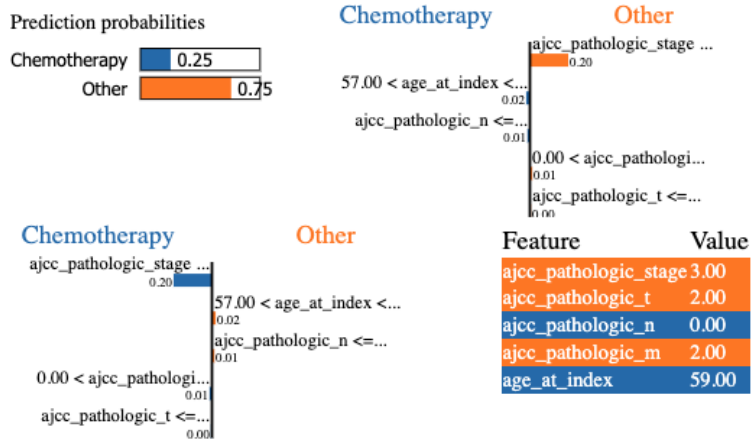 Prediction probabilities
Chemotherapy 0.25
Other 0.75
Chemotherapy Other
ajcc_pathologic_stage ...
0.20
57.00 < age_at_index <...
0.02
ajcc_pathologic_n <=...
0.01
0.00 < ajcc_pathologi...
0.01
ajcc_pathologic_t <=...
0.00
Chemotherapy Other
ajcc_pathologic_stage ...
0.20
57.00 < age_at_index <...
0.02
ajcc_pathologic_n <=...
0.01
0.00 < ajcc_pathologi...
0.01
ajcc_pathologic_t <=...
0.00
Feature Value
ajcc_pathologic_stage 3.00
ajcc_pathologic_t 2.00
ajcc_pathologic_n 0.00
ajcc_pathologic_m 2.00
age_at_index 59.00